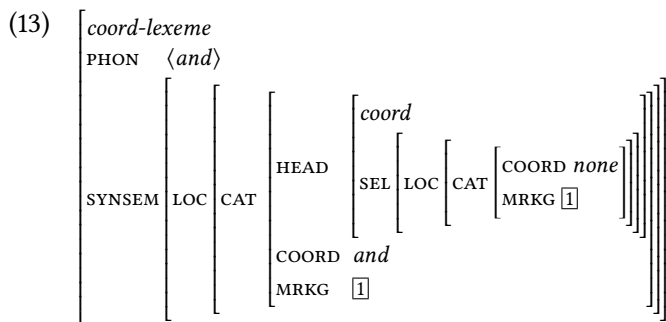 (13)
coord-lexeme
PHON ⟨and⟩
SYNSEM LOC CAT HEAD coord
SEL LOC CAT COORD none
MRKG 1
COORD and
MRKG 1